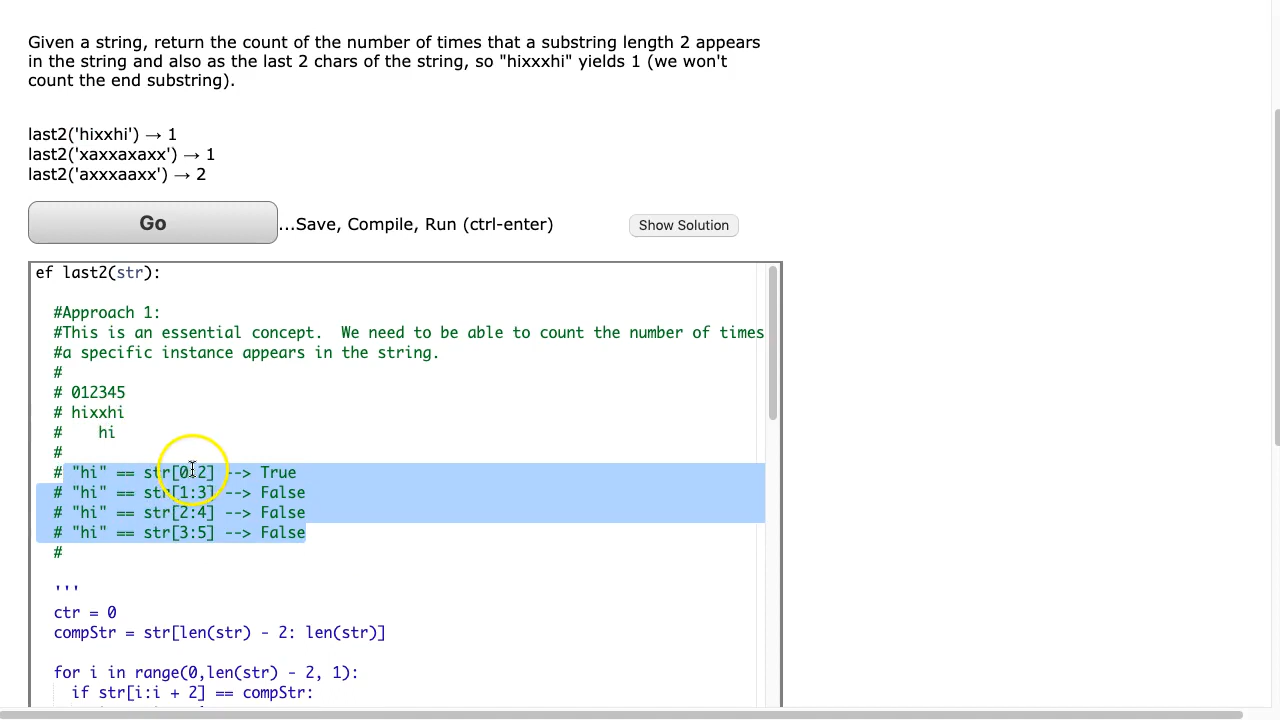 Given a string, return the count of the number of times that a substring length 2 appears
in the string and also as the last 2 chars of the string, so "hixxxhi" yields 1 (we won't
count the end substring).
last2('hixxhi') → 1
last2('xaxxaxaxx') → 1
last2('axxxaaxx') → 2
Go ...Save, Compile, Run (ctrl-enter) Show Solution
ef last2(str):
#Approach 1:
#This is an essential concept.  We need to be able to count the number of times
#a specific instance appears in the string.
#
# 012345
# hixxhi
#    hi
#
# "hi" == str[0:2] --> True
# "hi" == str[1:3] --> False
# "hi" == str[2:4] --> False
# "hi" == str[3:5] --> False
#
'''
ctr = 0
compStr = str[len(str) - 2: len(str)]
for i in range(0,len(str) - 2, 1):
if str[i:i + 2] == compStr: